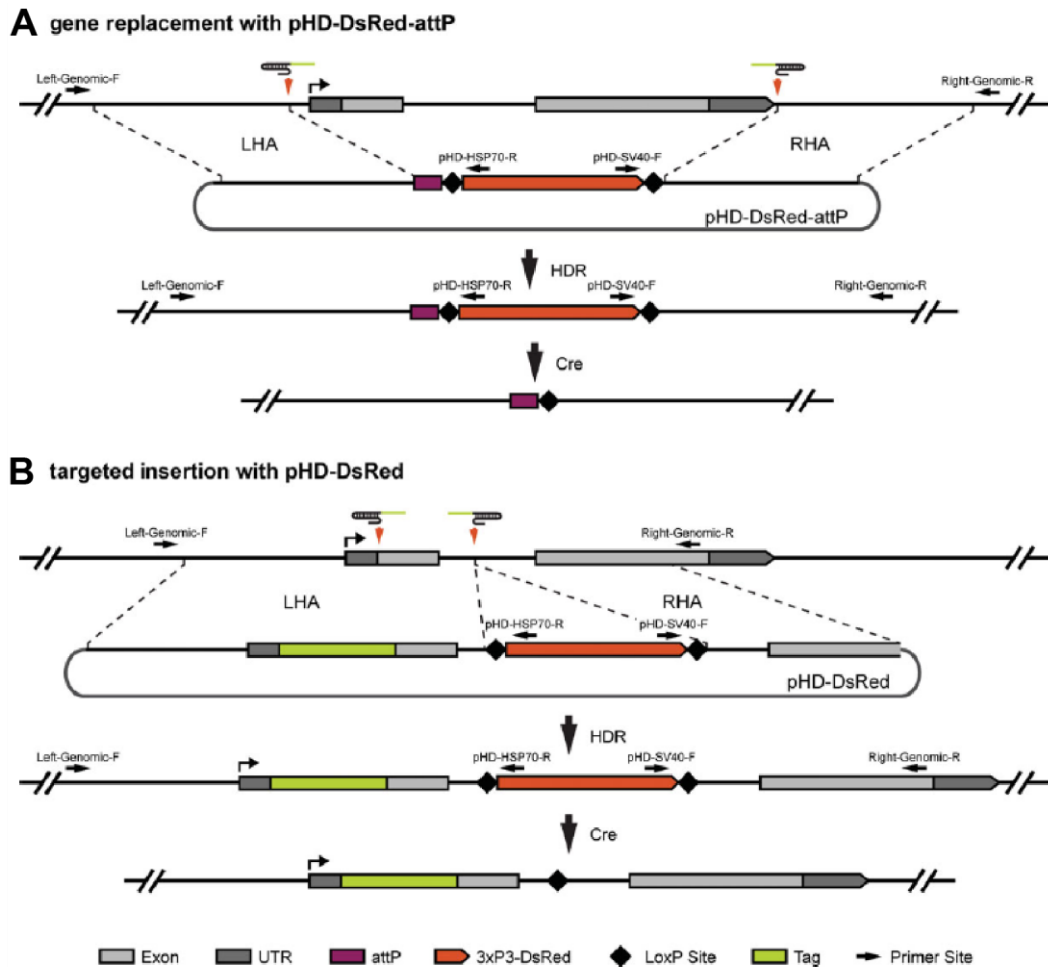 A gene replacement with pHD-DsRed-attP
Left-Genomic-F
Right-Genomic-R
LHA
RHA
pHD-HSP70-R
pHD-SV40-F
pHD-DsRed-attP
HDR
Left-Genomic-F
pHD-HSP70-R
pHD-SV40-F
Right-Genomic-R
Cre
B targeted insertion with pHD-DsRed
Left-Genomic-F
Right-Genomic-R
LHA
RHA
pHD-HSP70-R
pHD-SV40-F
pHD-DsRed
HDR
Left-Genomic-F
pHD-HSP70-R
pHD-SV40-F
Right-Genomic-R
Cre
Exon
UTR
attP
3xP3-DsRed
LoxP Site
Tag
Primer Site